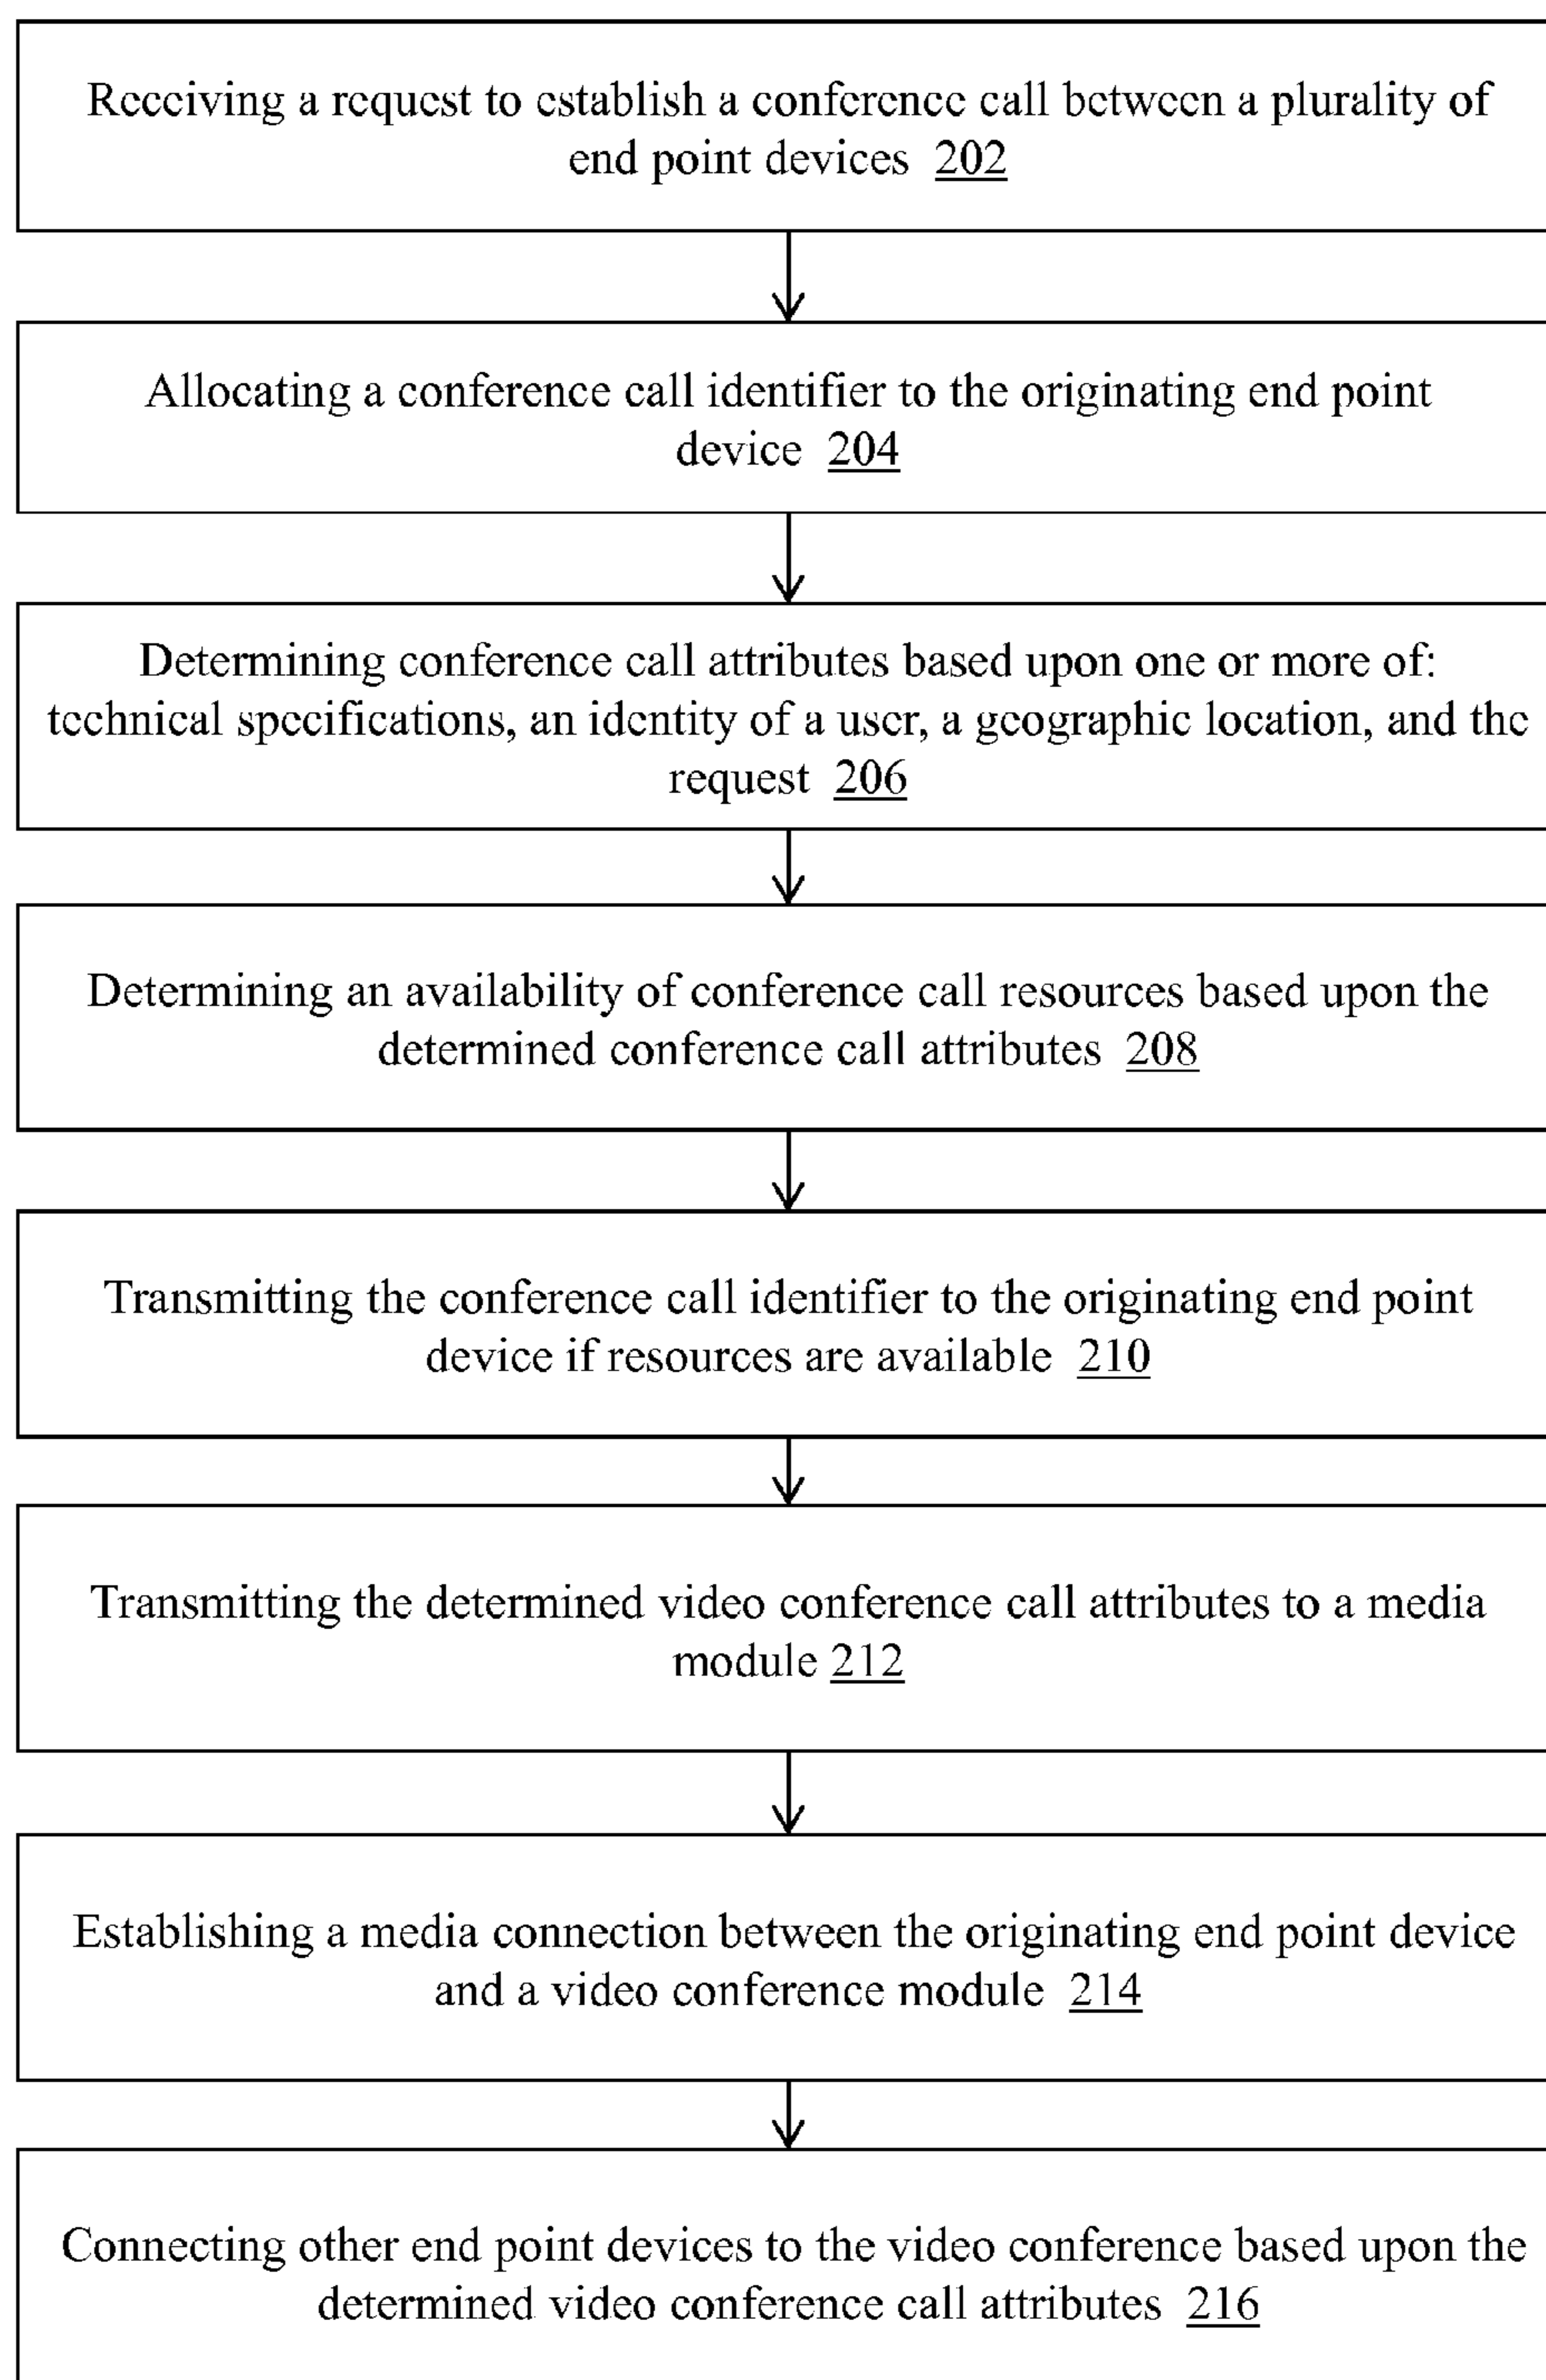 Receiving a request to establish a conference call between a plurality of
end point devices 202
Allocating a conference call identifier to the originating end point
device 204
Determining conference call attributes based upon one or more of:
technical specifications, an identity of a user, a geographic location, and the
request 206
Determining an availability of conference call resources based upon the
determined conference call attributes 208
Transmitting the conference call identifier to the originating end point
device if resources are available 210
Transmitting the determined video conference call attributes to a media
module 212
Establishing a media connection between the originating end point device
and a video conference module 214
Connecting other end point devices to the video conference based upon the
determined video conference call attributes 216